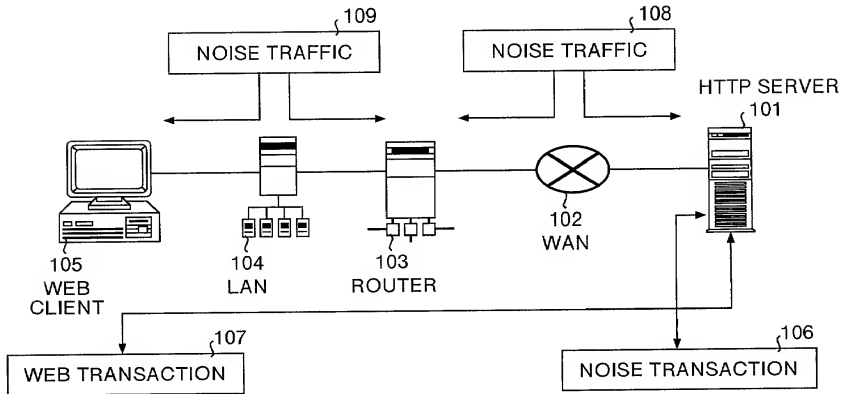 109
NOISE TRAFFIC
108
NOISE TRAFFIC
HTTP SERVER
101
105
WEB
CLIENT
104
LAN
103
ROUTER
102
WAN
107
WEB TRANSACTION
106
NOISE TRANSACTION